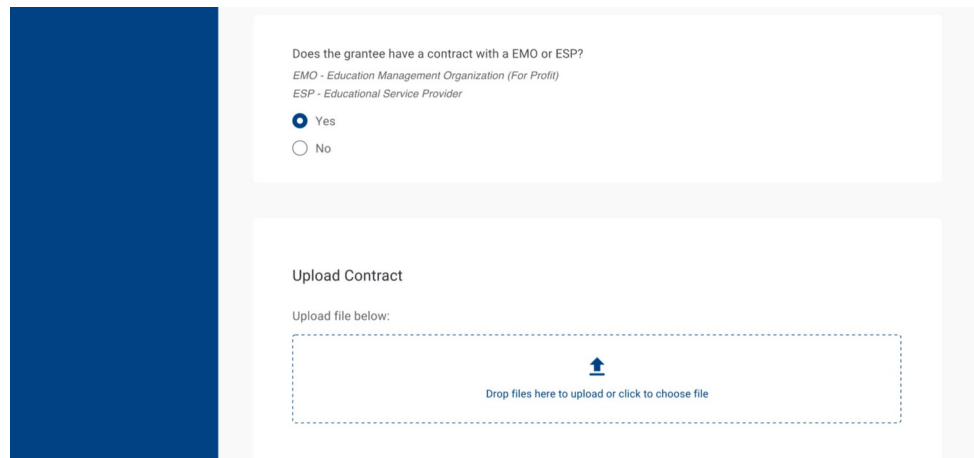 Does the grantee have a contract with a EMO or ESP?
EMO - Education Management Organization (For Profit)
ESP - Educational Service Provider
Yes
No
Upload Contract
Upload file below:
Drop files here to upload or click to choose file